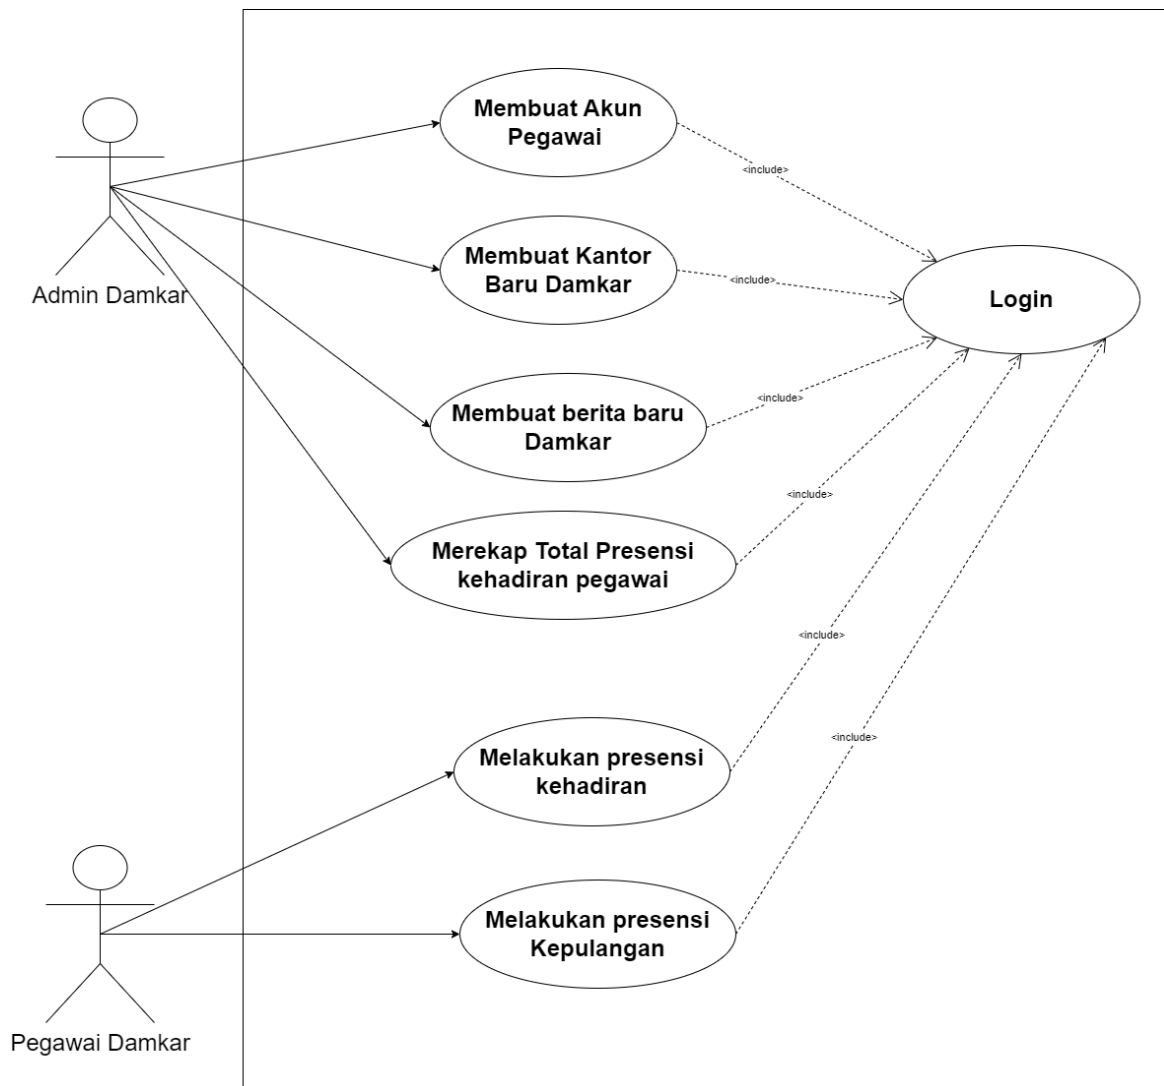 Membuat Akun
Pegawai
<include>
Membuat Kantor
Baru Damkar
<include>
Admin Damkar
Login
Membuat berita baru
Damkar
<include>
<include>
Merekap Total Presensi
kehadiran pegawai
<include>
Melakukan presensi
kehadiran
<include>
Melakukan presensi
Kepulangan
Pegawai Damkar